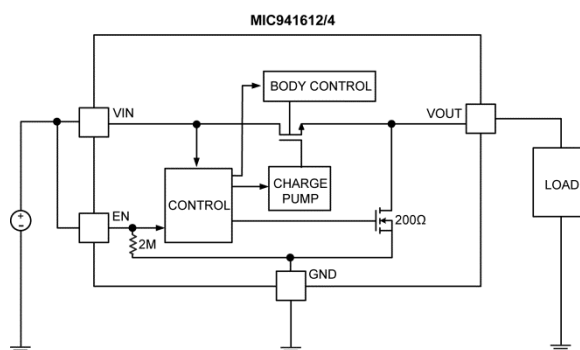 MIC941612/4
BODY CONTROL
VIN
VOUT
CONTROL
CHARGE
PUMP
LOAD
EN
200Ω
2M
GND
+
-